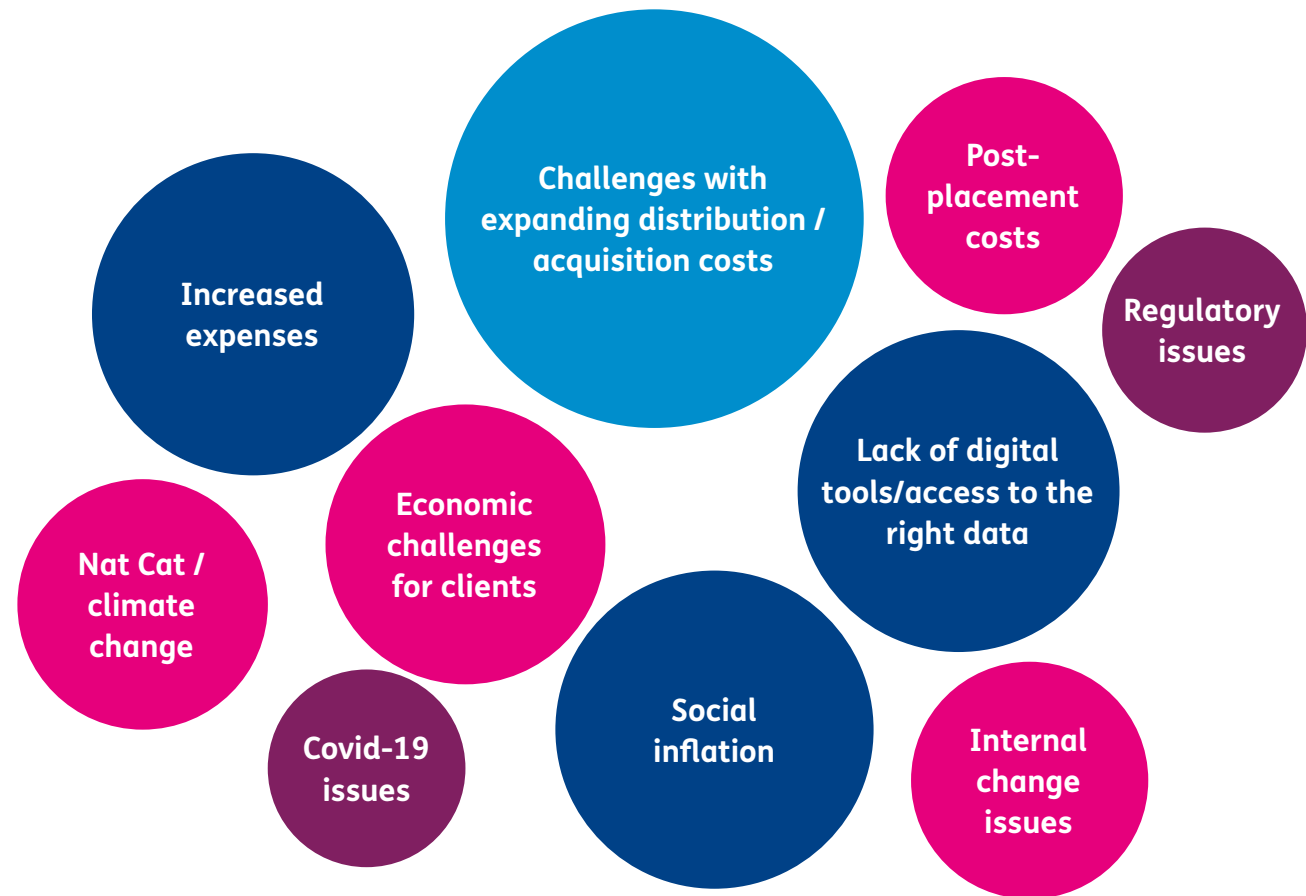 Challenges with
expanding distribution /
acquisition costs
Post-
placement
costs
Increased
expenses
Regulatory
issues
Lack of digital
tools/access to the
right data
Economic
challenges
for clients
Nat Cat /
climate
change
Social
inflation
Covid-19
issues
Internal
change
issues